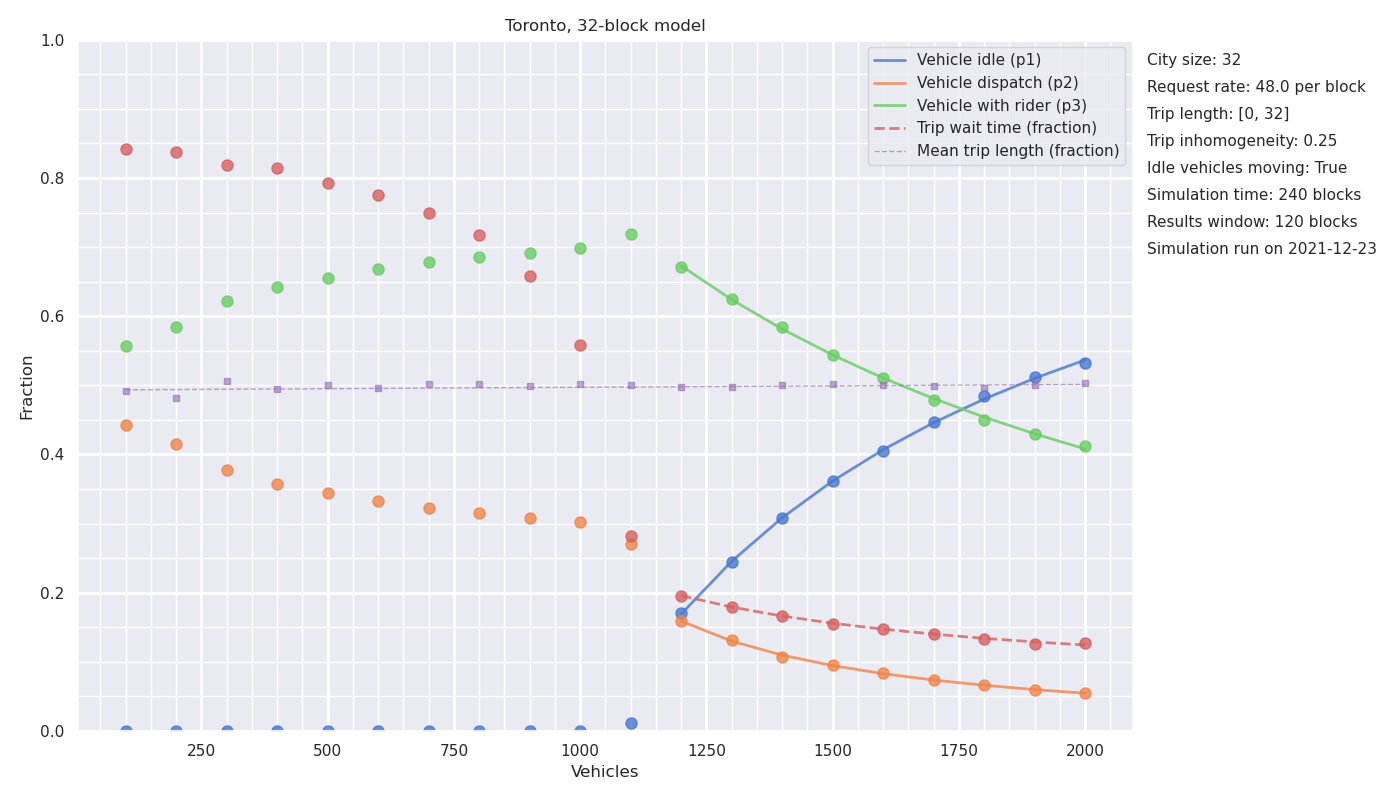 Toronto, 32-block model
1.0
0.8
0.6
0.4
0.2
0.0
Fraction
250
500
750
1000
1250
1500
1750
2000
Vehicles
Vehicle idle (p1)
Vehicle dispatch (p2)
Vehicle with rider (p3)
Trip wait time (fraction)
Mean trip length (fraction)
City size: 32
Request rate: 48.0 per block
Trip length: [0, 32]
Trip inhomogeneity: 0.25
Idle vehicles moving: True
Simulation time: 240 blocks
Results window: 120 blocks
Simulation run on 2021-12-23